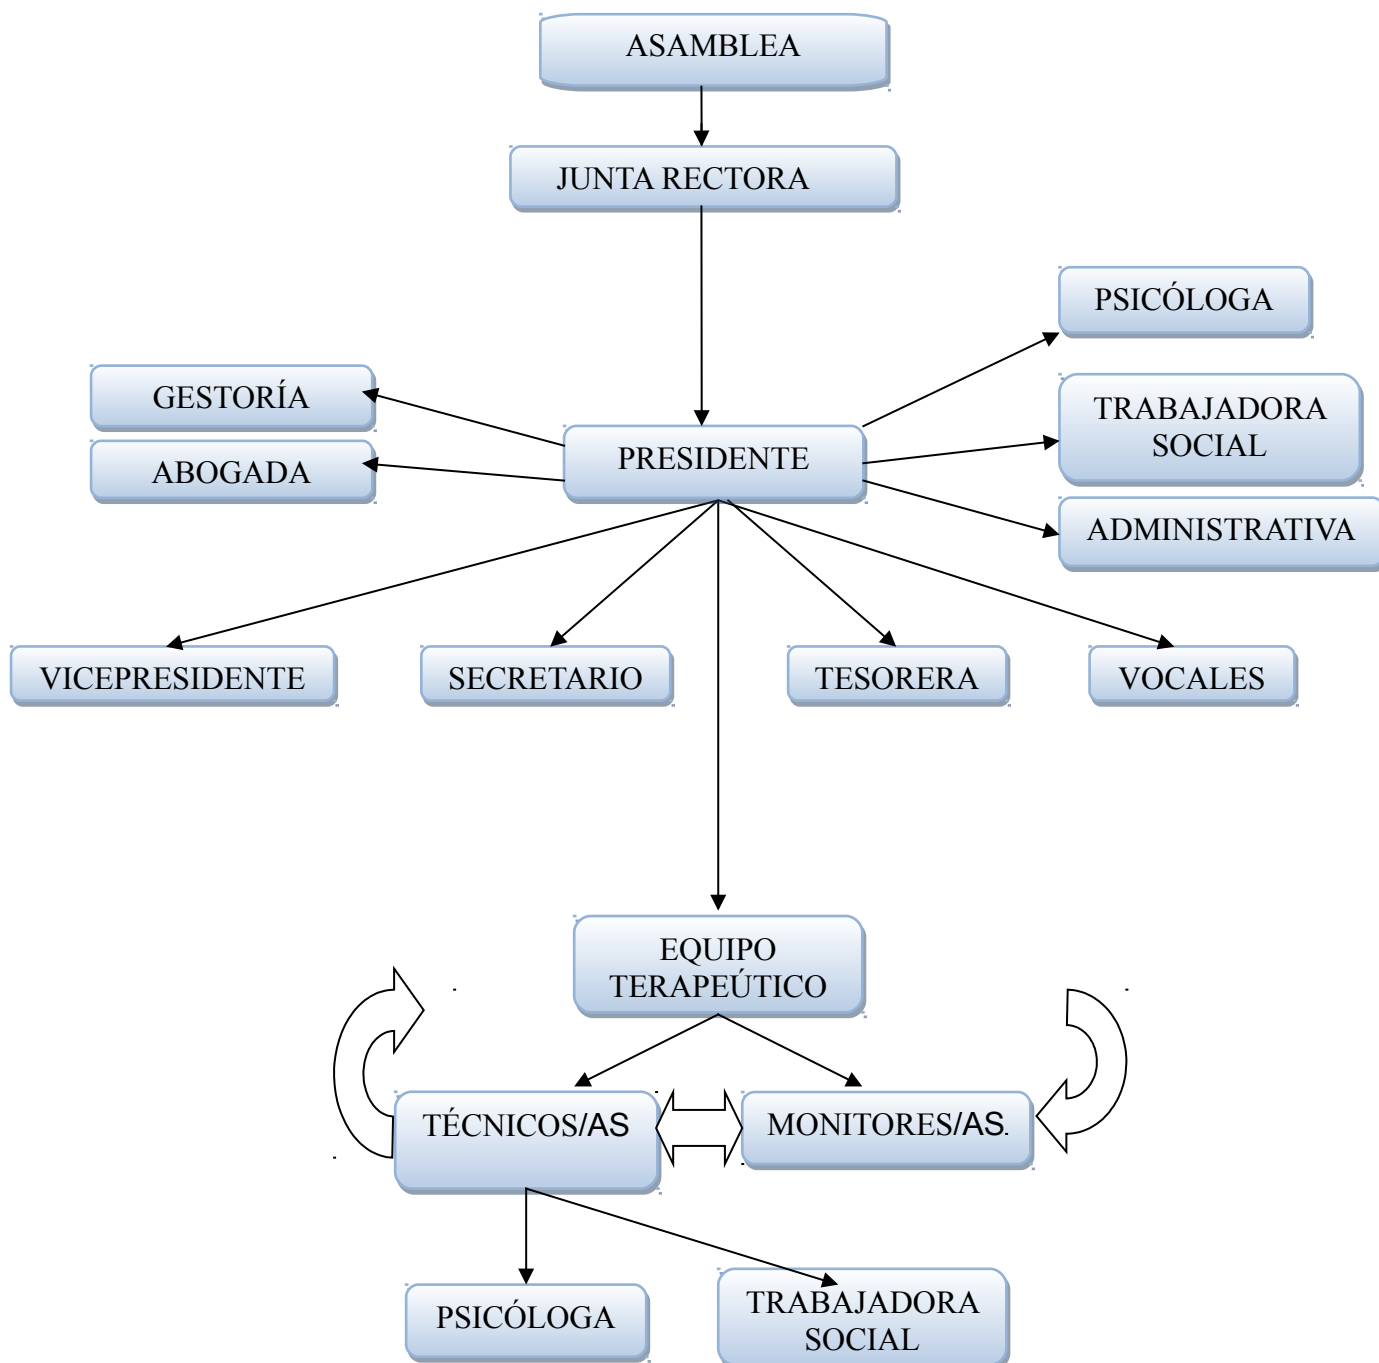 ASAMBLEA
JUNTA RECTORA
PSICÓLOGA
GESTORÍA
TRABAJADORA
SOCIAL
ABOGADA
PRESIDENTE
ADMINISTRATIVA
VICEPRESIDENTE
SECRETARIO
TESORERA
VOCALES
EQUIPO
TERAPEÚTICO
TÉCNICOS/AS
MONITORES/AS.
PSICÓLOGA
TRABAJADORA
SOCIAL